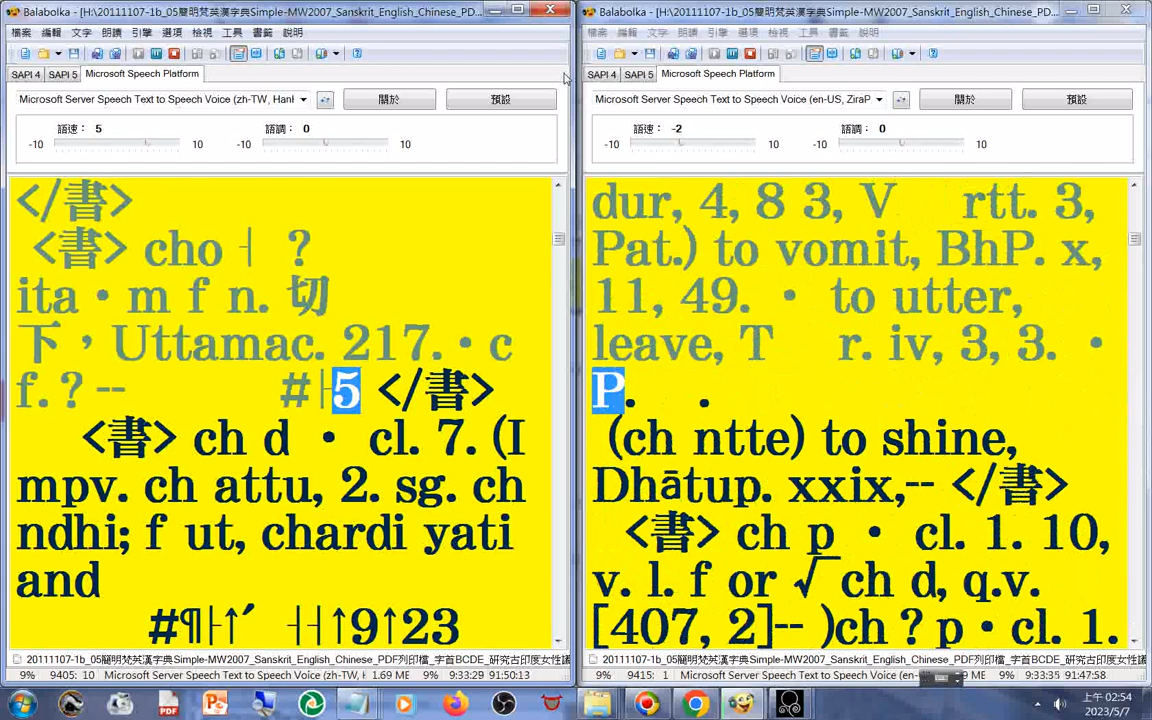 Balabolka - [H:\20111107-1b_05簡明梵英漢字典Simple-MW2007_Sanskrit_English_Chinese_PD...
檔案 編輯 文字 朗讀 引擎 選項 檢視 工具 書籤 說明
SAPI 4 SAPI 5 Microsoft Speech Platform
Microsoft Server Speech Text to Speech Voice (zh-TW, Hanl
關於 預設
語速: 5 語調: 0
-10 10 -10 10
</書>
<書> cho ┤ ?
ita • m f n. 切
下，Uttamac. 217. • c
f. ? -- #├5 </書>
<書> ch d • cl. 7. (I
mpv. ch attu, 2. sg. ch
ndhi; f ut, chardi yati
and
#¶├↑˝ ┤┤↑9↑23
20111107-1b_05簡明梵英漢字典Simple-MW2007_Sanskrit_English_Chinese_PDF列印檔_字首BCDE_研究古印度女性議
9% 9405: 10 Microsoft Server Speech Text to Speech Voice (zh-TW, H 1.69 MB 9% 9:33:29 91:50:13
Balabolka - [H:\20111107-1b_05簡明梵英漢字典Simple-MW2007_Sanskrit_English_Chinese_PD...
檔案 編輯 文字 朗讀 引擎 選項 檢視 工具 書籤 說明
SAPI 4 SAPI 5 Microsoft Speech Platform
Microsoft Server Speech Text to Speech Voice (en-US, ZiraP
關於 預設
語速: -2 語調: 0
-10 10 -10 10
dur, 4, 8 3, V rtt. 3,
Pat.) to vomit, BhP. x,
11, 49. • to utter,
leave, T r. iv, 3, 3. •
P. .
(ch ntte) to shine,
Dhātup. xxix,-- </書>
<書> ch p • cl. 1. 10,
v. l. f or √ ch d, q.v.
[407, 2]-- )ch ? p • cl. 1.
20111107-1b_05簡明梵英漢字典Simple-MW2007_Sanskrit_English_Chinese_PDF列印檔_字首BCDE_研究古印度女性議
9% 9415: 1 Microsoft Server Speech Text to Speech Voice (en-US, Zira 9 MB 9% 9:33:35 91:47:58
PDF
上午 02:54
2023/5/7